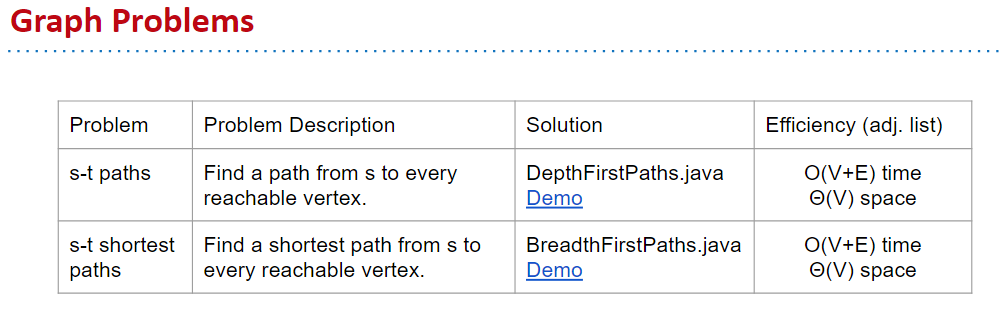 Graph Problems
Problem
Problem Description
Solution
Efficiency (adj. list)
s-t paths
Find a path from s to every
reachable vertex.
DepthFirstPaths.java
Demo
O(V+E) time
Θ(V) space
s-t shortest
paths
Find a shortest path from s to
every reachable vertex.
BreadthFirstPaths.java
Demo
O(V+E) time
Θ(V) space